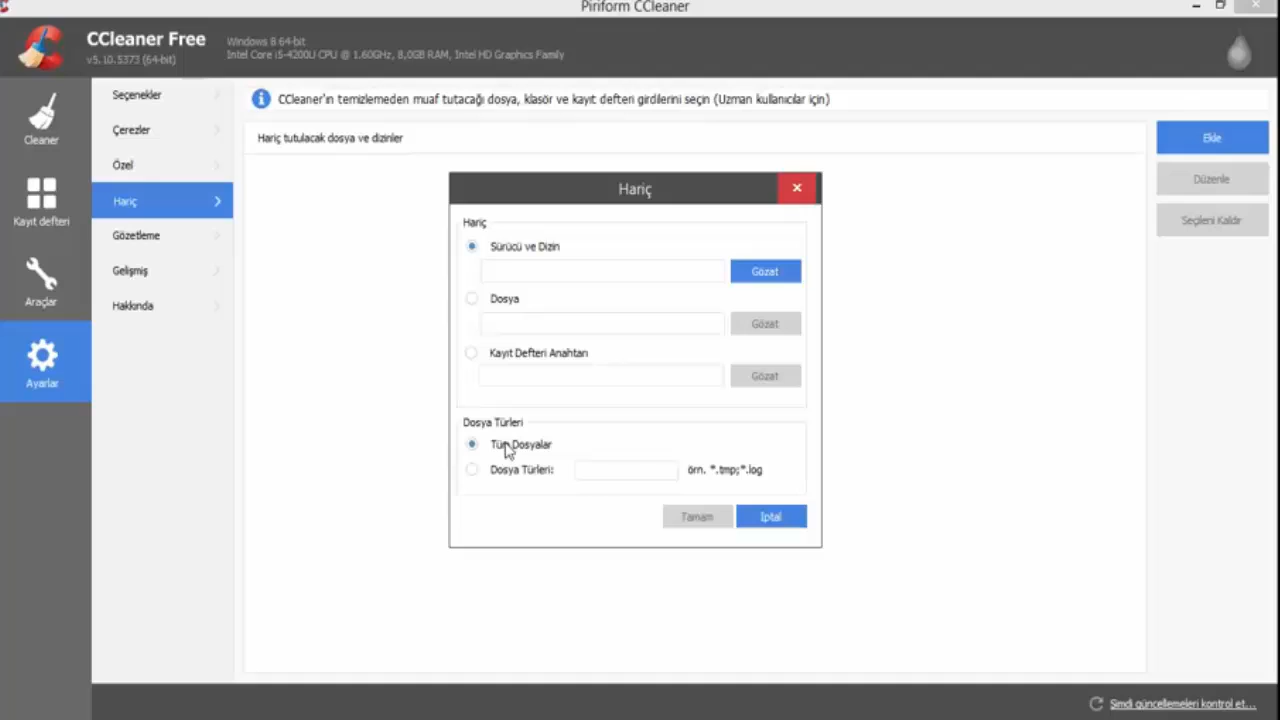 Piriform CCleaner
CCleaner Free
v5.10.5373 (64-bit)
Windows 8 64-bit
Intel Core i5-4200U CPU @ 1.60GHz, 8,0GB RAM, Intel HD Graphics Family
Cleaner
Kayıt defteri
Araçlar
Ayarlar
Seçenekler
Çerezler
Özel
Hariç
Gözetleme
Gelişmiş
Hakkında
CCleaner'ın temizlemeden muaf tutacağı dosya, klasör ve kayıt defteri girdilerini seçin (Uzman kullanıcılar için)
Hariç tutulacak dosya ve dizinler
Ekle
Düzenle
Seçileni Kaldır
Hariç
Hariç
Sürücü ve Dizin
Gözat
Dosya
Gözat
Kayıt Defteri Anahtarı
Gözat
Dosya Türleri
Tüm Dosyalar
Dosya Türleri:
örn. *.tmp;*.log
Tamam
İptal
Şimdi güncellemeleri kontrol et...